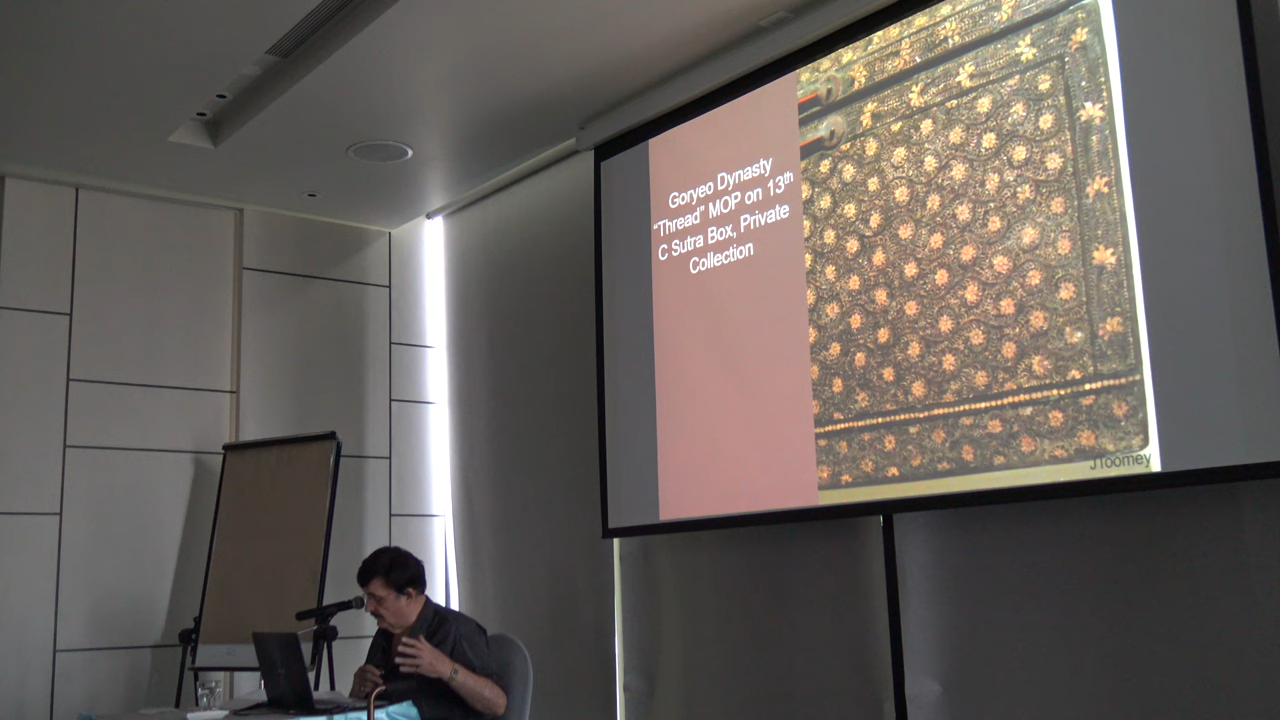 Goryeo Dynasty
“Thread” MOP on 13th
C Sutra Box, Private
Collection
JToomey